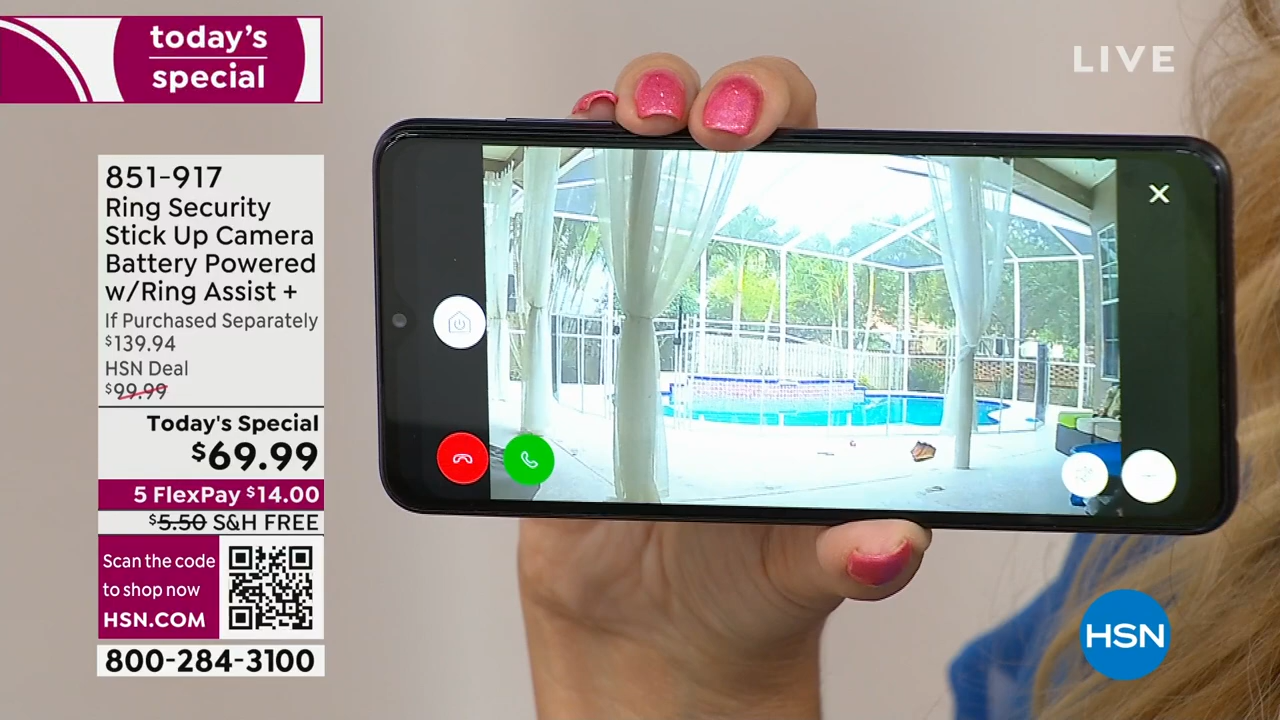 today's
special
LIVE
851-917
Ring Security
Stick Up Camera
Battery Powered
w/Ring Assist +
If Purchased Separately
$139.94
HSN Deal
$99.99
Today's Special
$69.99
5 FlexPay $14.00
$5.50 S&H FREE
Scan the code
to shop now
HSN.COM
800-284-3100
HSN